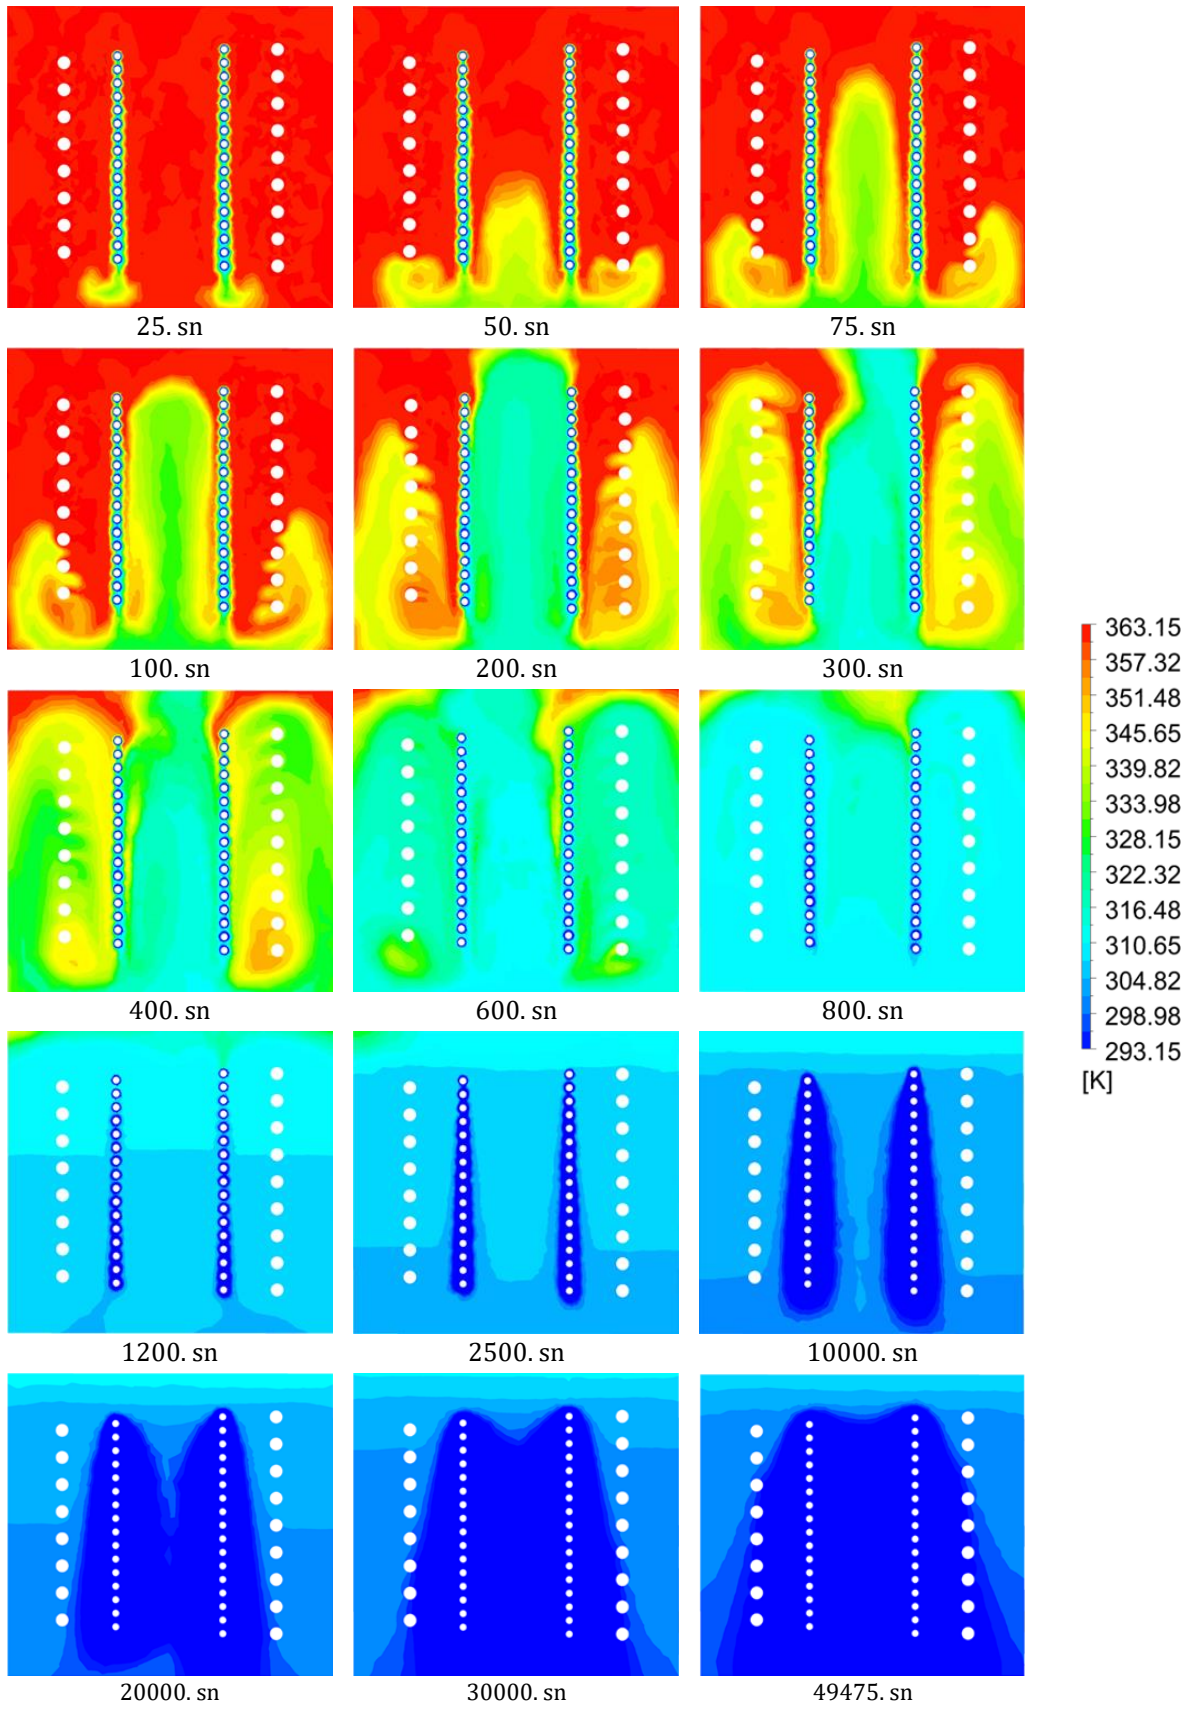 25. sn
50. sn
75. sn
100. sn
200. sn
300. sn
363.15
357.32
351.48
345.65
339.82
333.98
328.15
322.32
316.48
310.65
304.82
298.98
293.15
[K]
400. sn
600. sn
800. sn
1200. sn
2500. sn
10000. sn
20000. sn
30000. sn
49475. sn